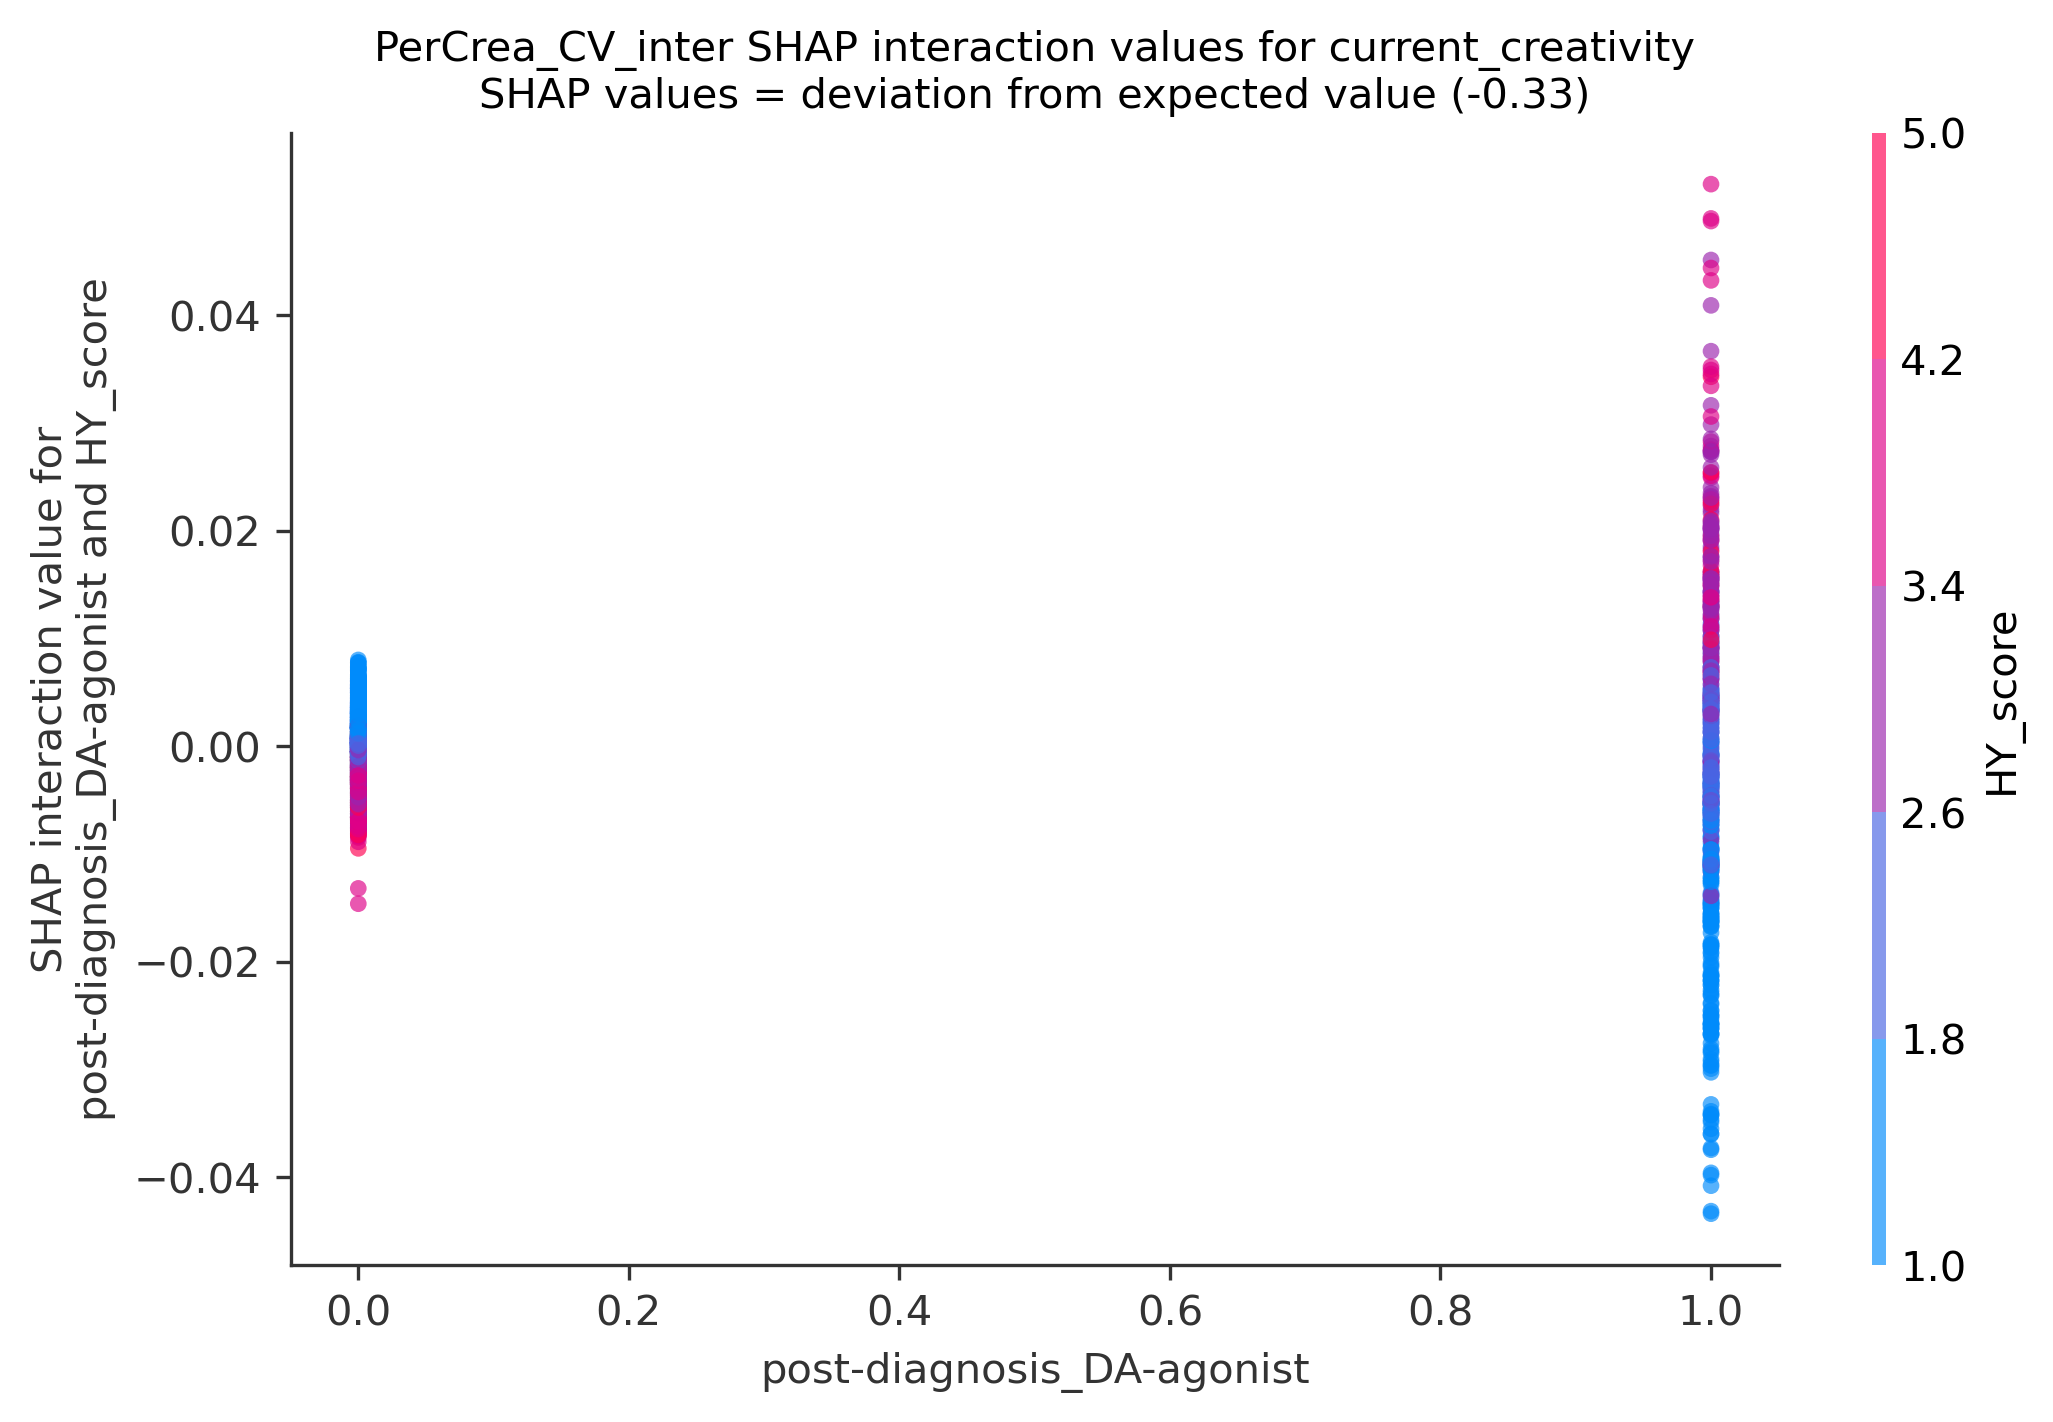 PerCrea_CV_inter SHAP interaction values for current_creativity
SHAP values = deviation from expected value (-0.33)
SHAP interaction value for
post-diagnosis_DA-agonist and HY_score
0.04
0.02
0.00
−0.02
−0.04
0.0
0.2
0.4
0.6
0.8
1.0
post-diagnosis_DA-agonist
5.0
4.2
3.4
2.6
1.8
1.0
HY_score